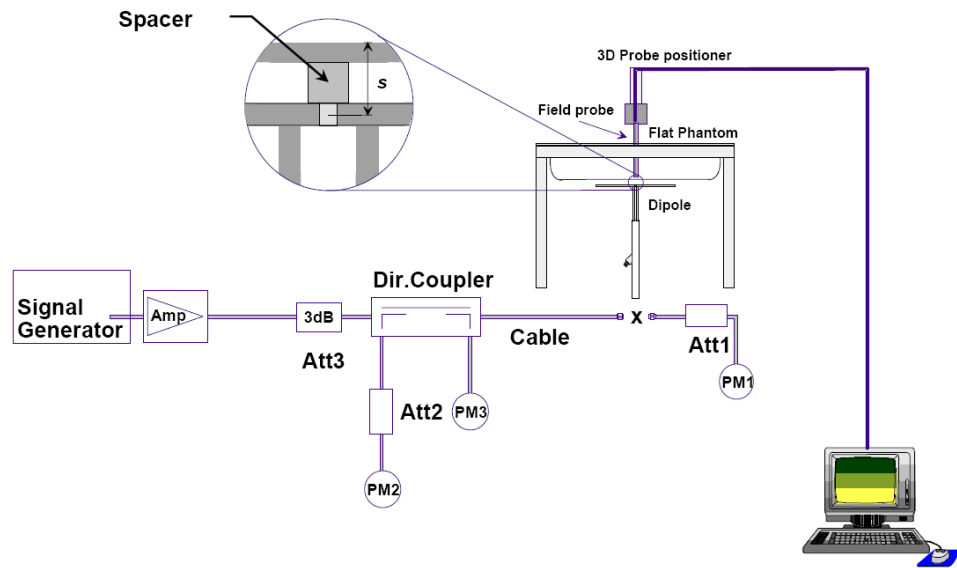 Spacer
s
3D Probe positioner
Field probe
Flat Phantom
Dipole
Signal
Generator
Amp
3dB
Att3
Dir.Coupler
Cable
x
Att1
PM1
Att2
PM3
PM2